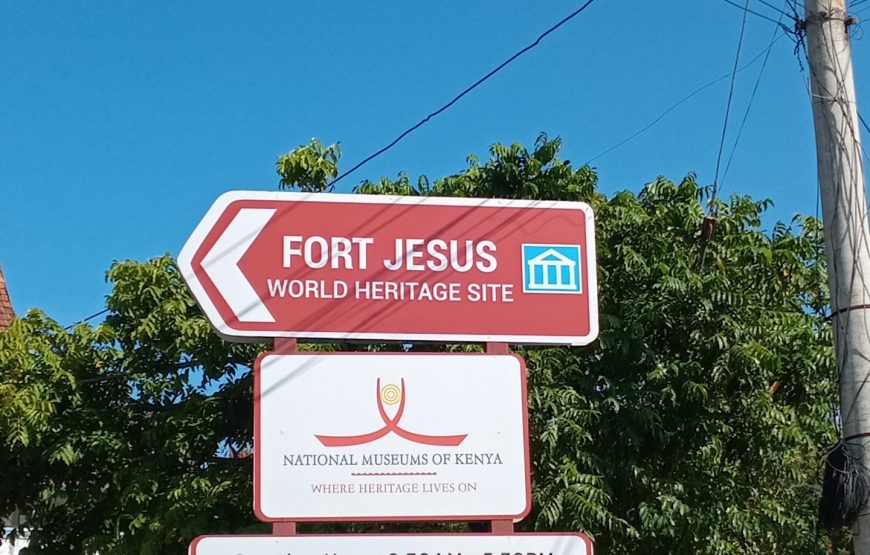 FORT JESUS
WORLD HERITAGE SITE
NATIONAL MUSEUMS OF KENYA
WHERE HERITAGE LIVES ON